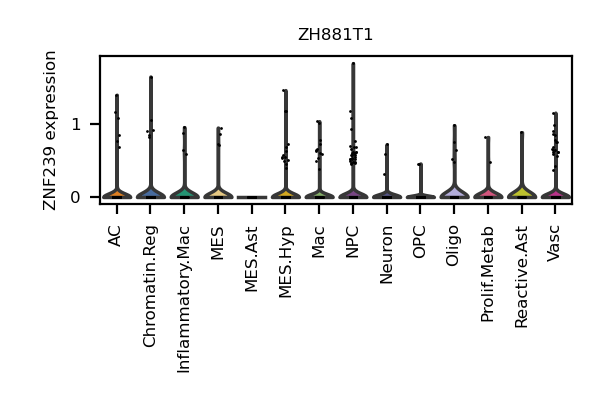 ZH881T1
ZNF239 expression
1
0
AC
Chromatin.Reg
Inflammatory.Mac
MES
MES.Ast
MES.Hyp
Mac
NPC
Neuron
OPC
Oligo
Prolif.Metab
Reactive.Ast
Vasc